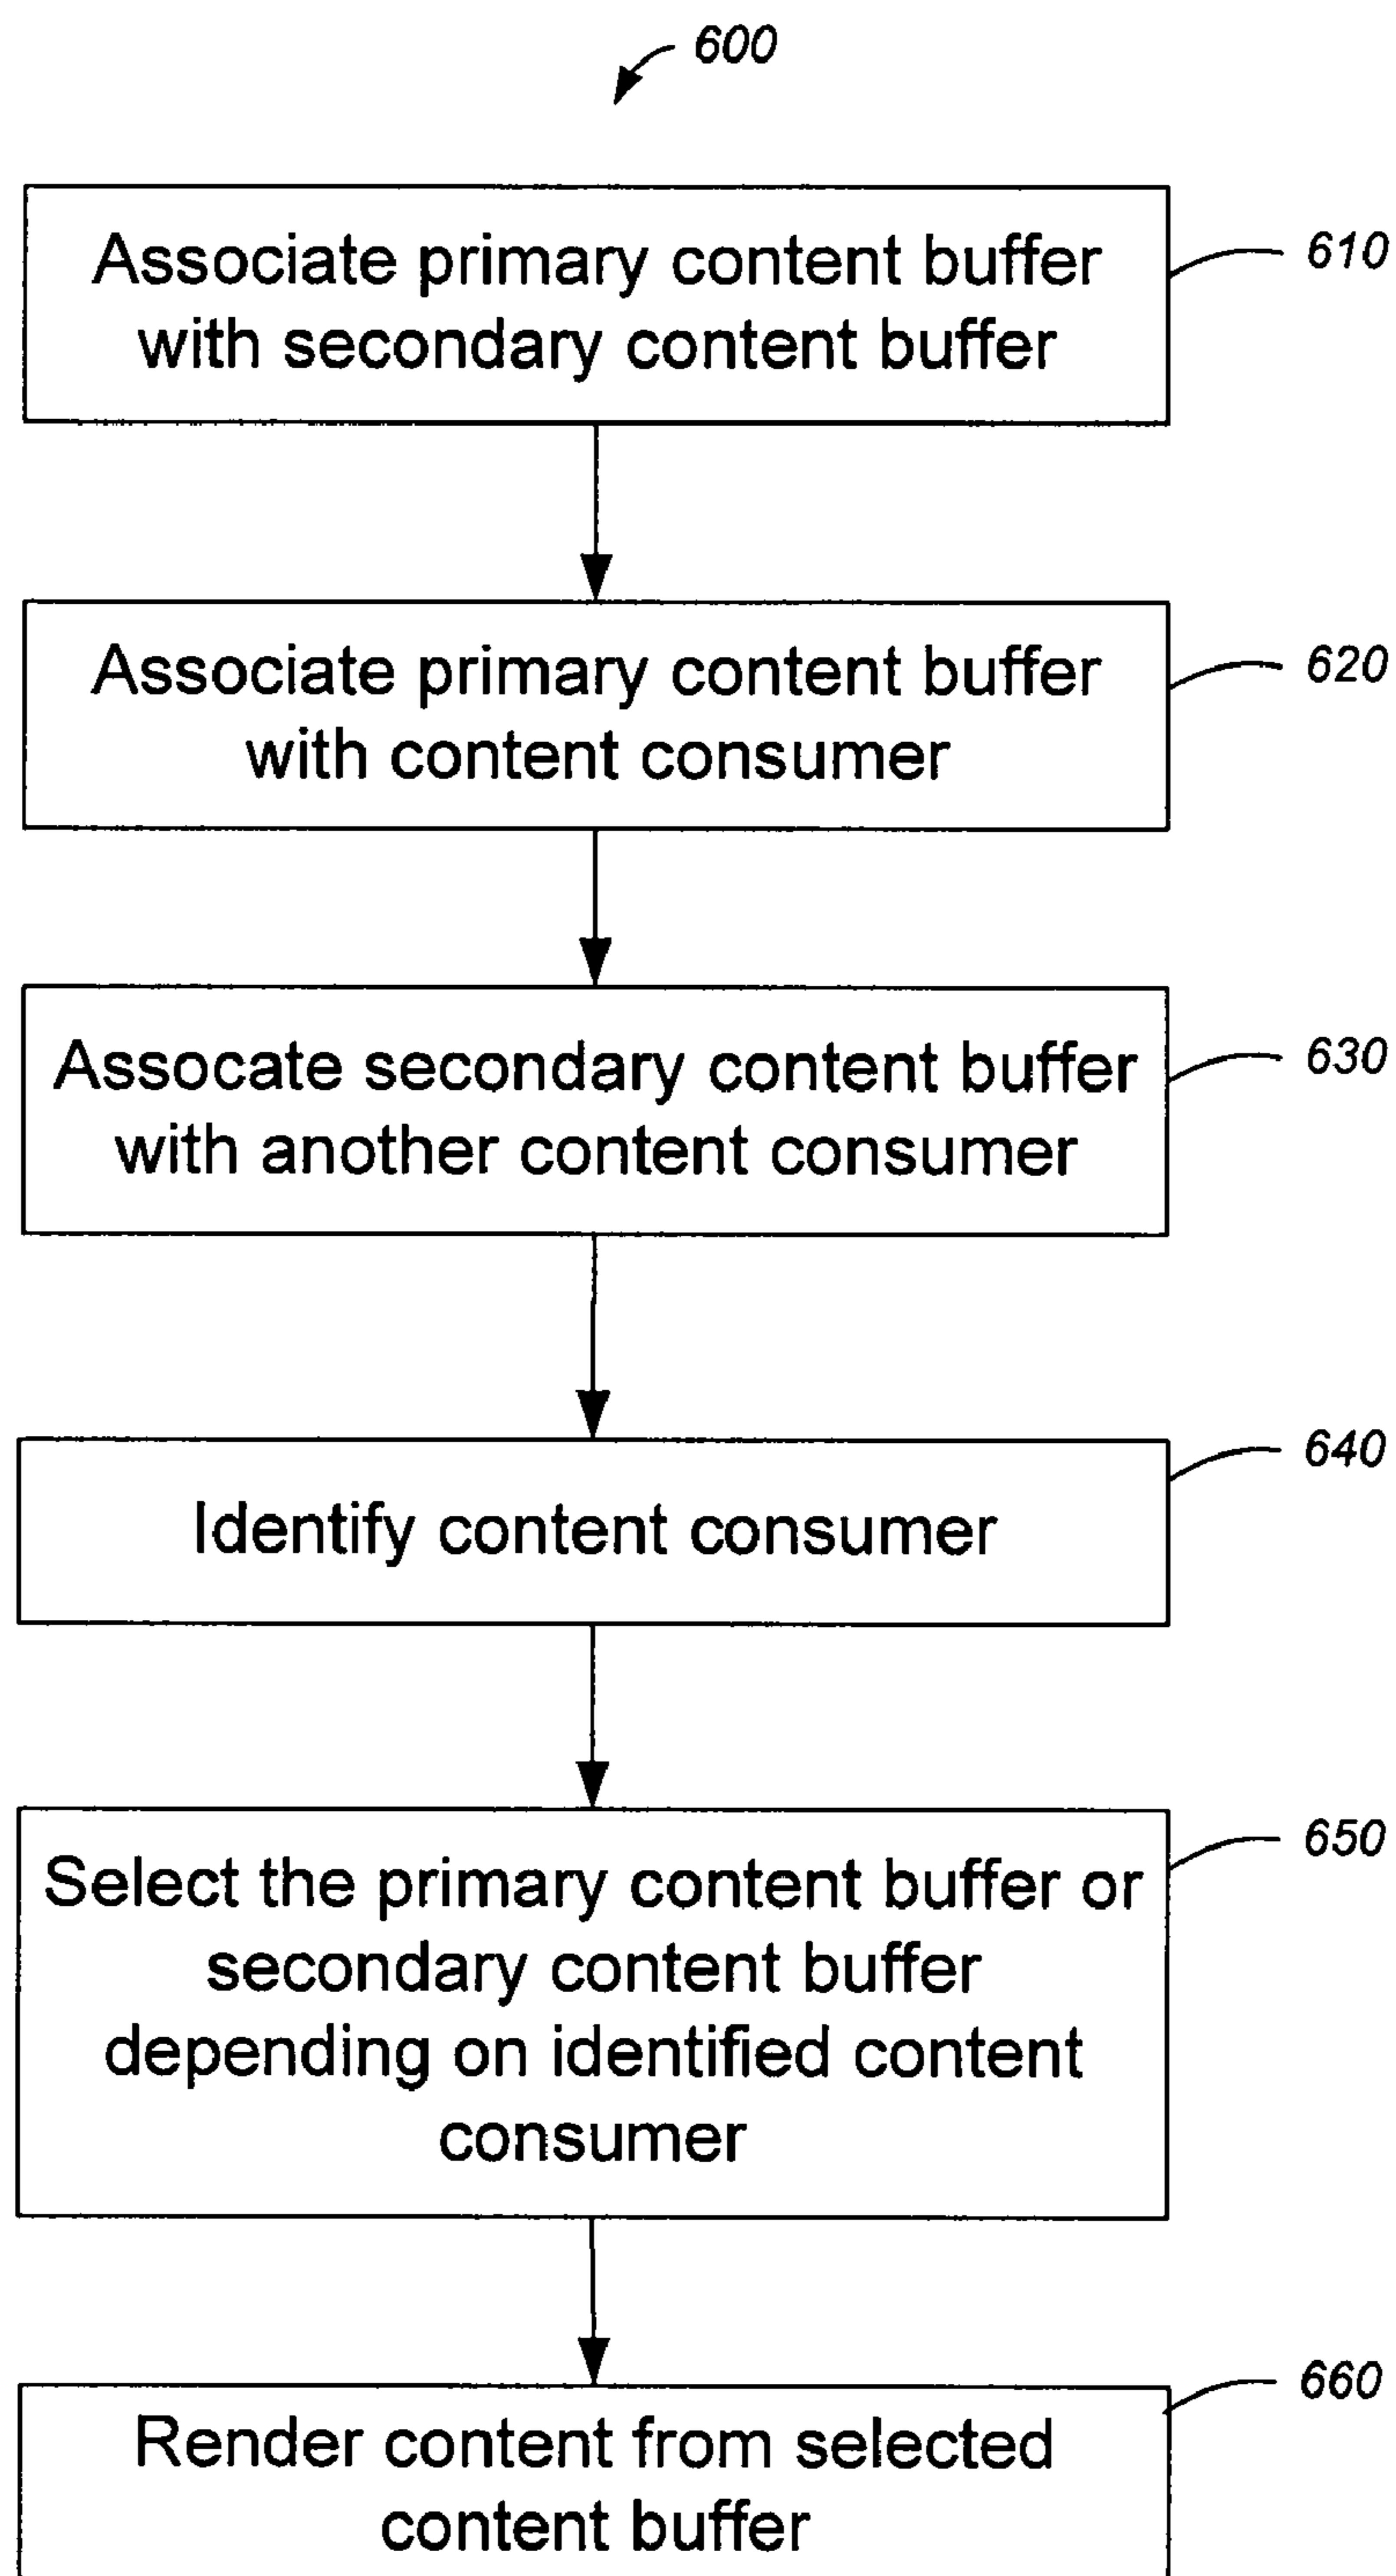 600
Associate primary content buffer
with secondary content buffer
610
Associate primary content buffer
with content consumer
620
Assocate secondary content buffer
with another content consumer
630
Identify content consumer
640
Select the primary content buffer or
secondary content buffer
depending on identified content
consumer
650
Render content from selected
content buffer
660